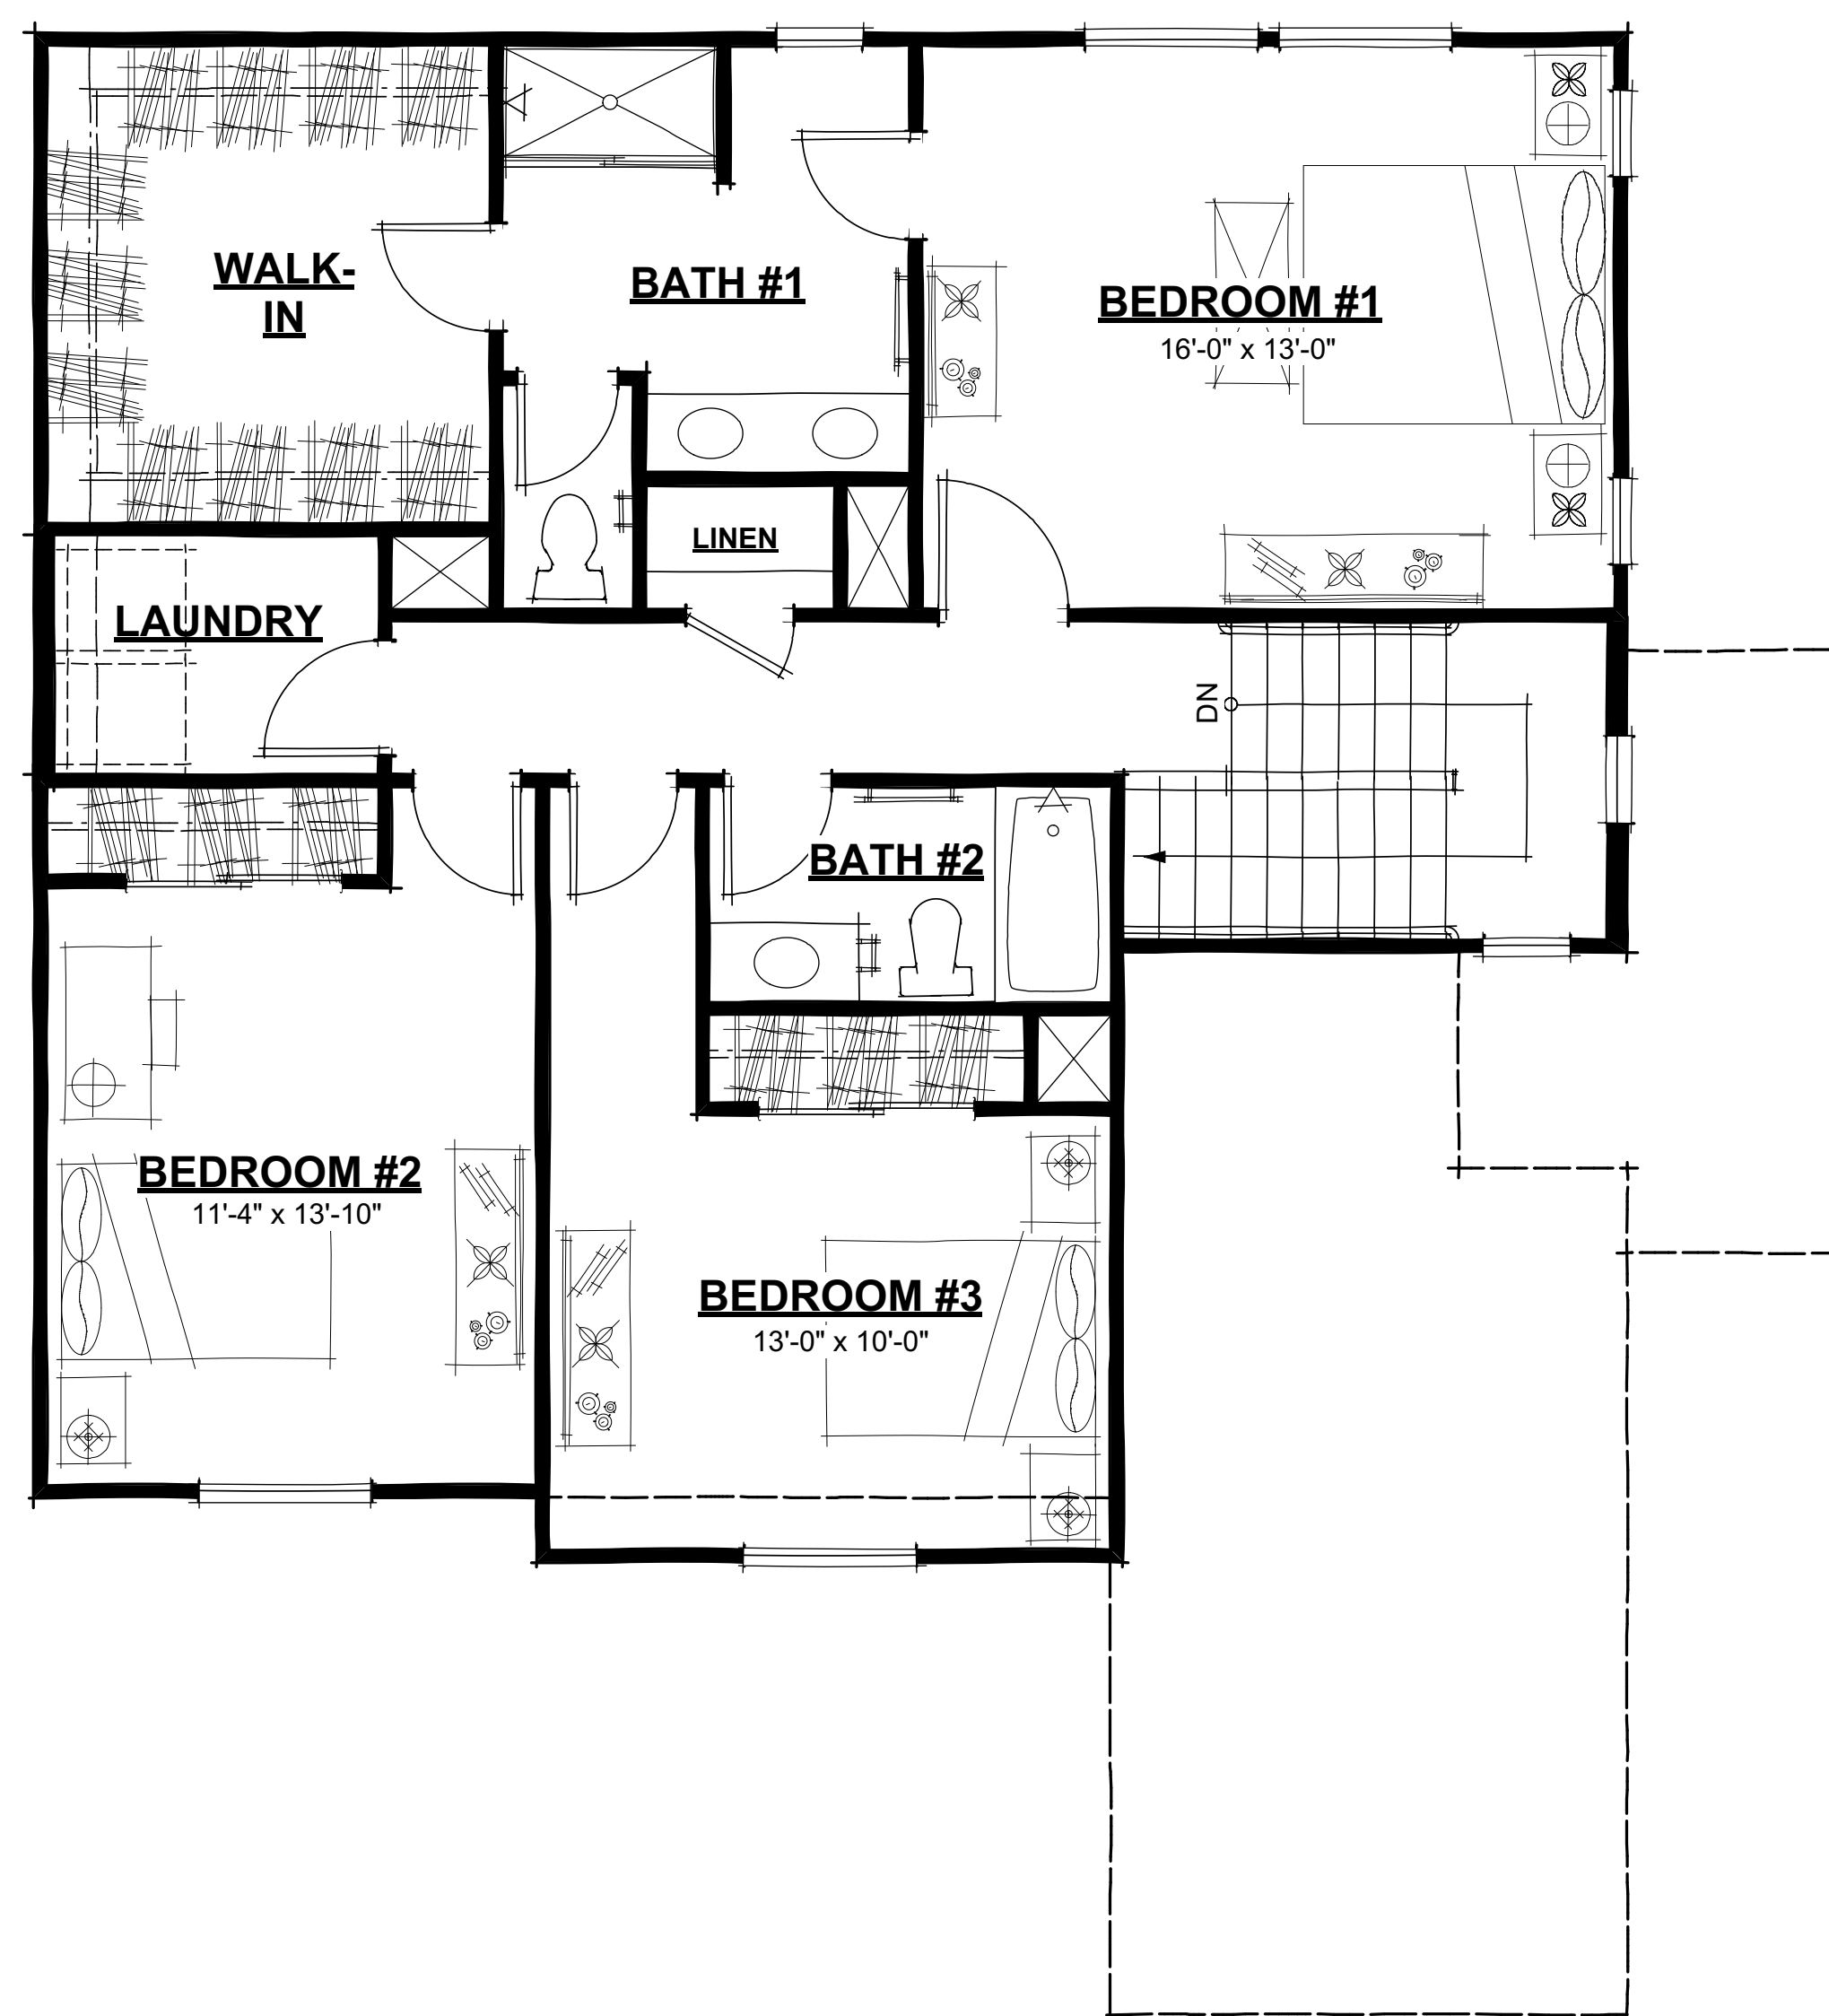 WALK-
IN
BATH #1
BEDROOM #1
16'-0" x 13'-0"
LINEN
LAUNDRY
DN
BATH #2
BEDROOM #2
11'-4" x 13'-10"
BEDROOM #3
13'-0" x 10'-0"